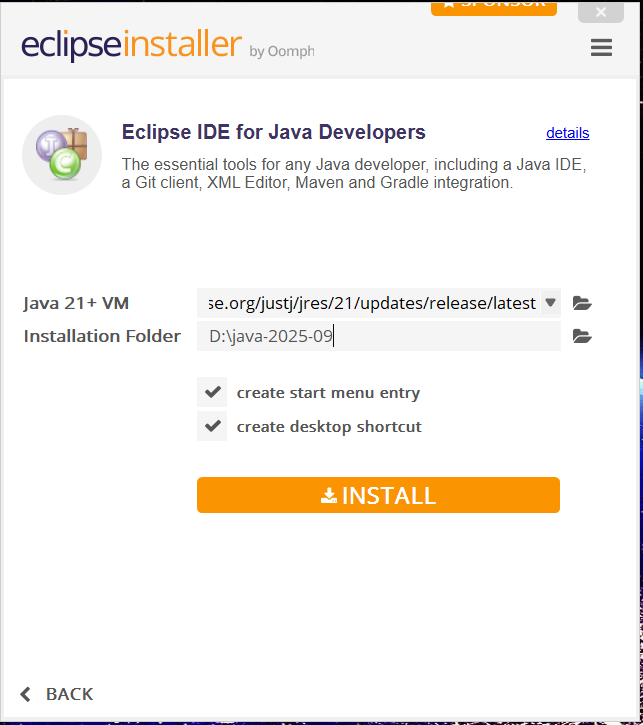 SPONSOR
eclipseinstaller by Oomph
Eclipse IDE for Java Developers
details
The essential tools for any Java developer, including a Java IDE,
a Git client, XML Editor, Maven and Gradle integration.
Java 21+ VM
se.org/justj/jres/21/updates/release/latest
Installation Folder
D:\java-2025-09
create start menu entry
create desktop shortcut
INSTALL
BACK